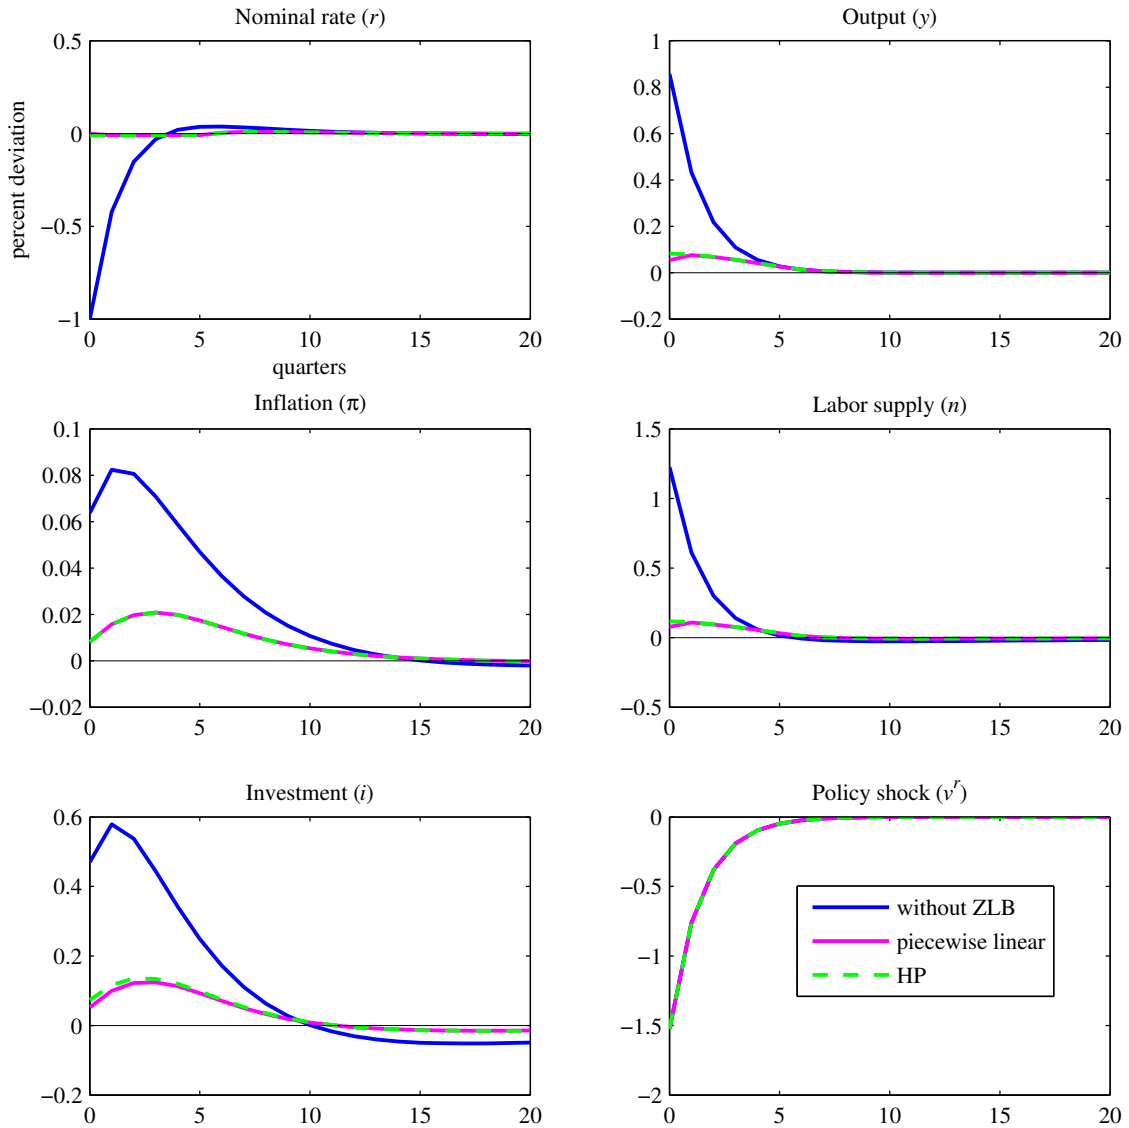 Nominal rate (r)
0.5
0
−0.5
−1
0 5 10 15 20
percent deviation
quarters
Output (y)
1
0.8
0.6
0.4
0.2
0
−0.2
0 5 10 15 20
Inflation (π)
0.1
0.08
0.06
0.04
0.02
0
−0.02
0 5 10 15 20
Labor supply (n)
1.5
1
0.5
0
−0.5
0 5 10 15 20
Investment (i)
0.6
0.4
0.2
0
−0.2
0 5 10 15 20
Policy shock (v^r)
0
−0.5
−1
−1.5
−2
0 5 10 15 20
without ZLB
piecewise linear
HP